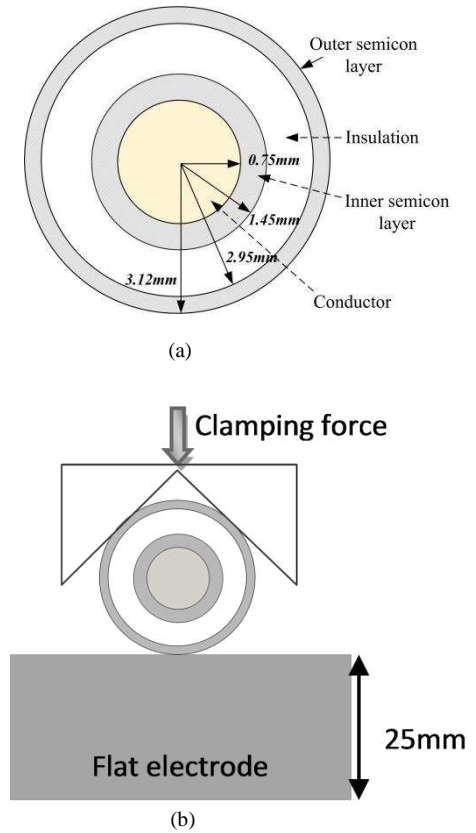 Outer semicon
layer
Insulation
0.75mm
Inner semicon
layer
1.45mm
2.95mm
3.12mm
Conductor
(a)
Clamping force
25mm
Flat electrode
(b)